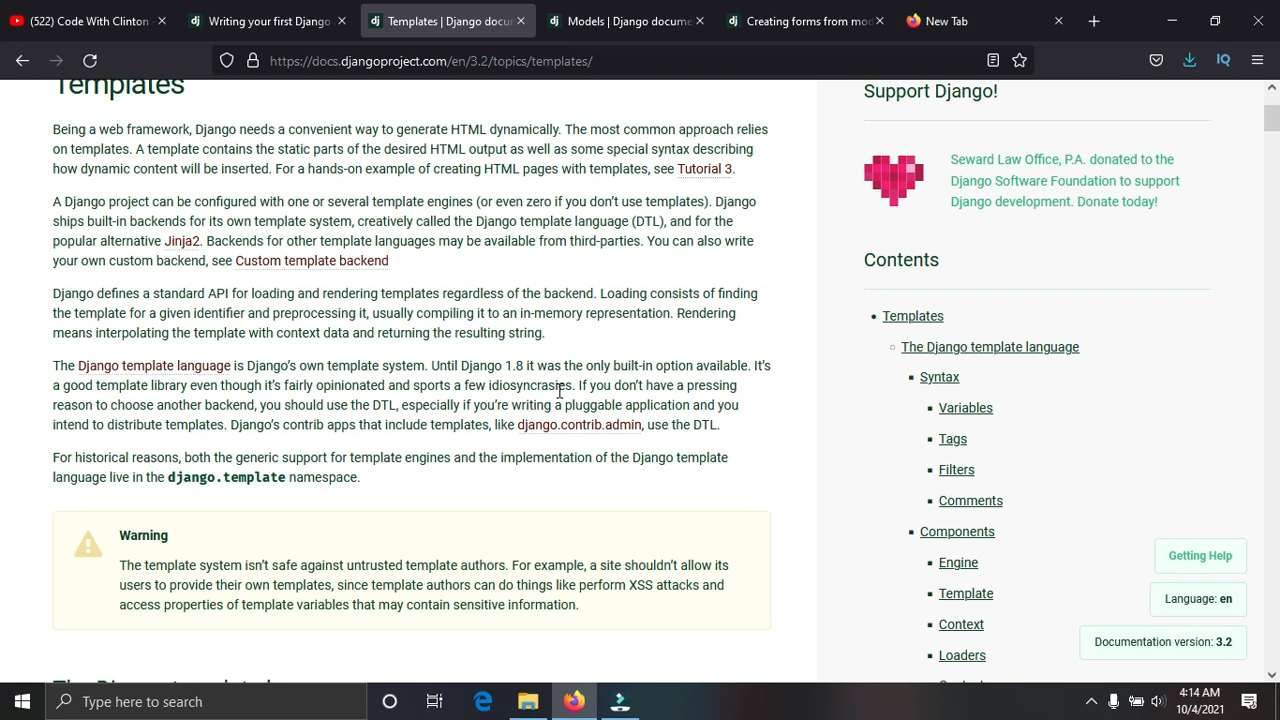 (522) Code With Clinton -
Writing your first Django
Templates | Django docu
Models | Django docume
Creating forms from mod
New Tab
https://docs.djangoproject.com/en/3.2/topics/templates/
IQ
Templates
Being a web framework, Django needs a convenient way to generate HTML dynamically. The most common approach relies
on templates. A template contains the static parts of the desired HTML output as well as some special syntax describing
how dynamic content will be inserted. For a hands-on example of creating HTML pages with templates, see Tutorial 3.
A Django project can be configured with one or several template engines (or even zero if you don't use templates). Django
ships built-in backends for its own template system, creatively called the Django template language (DTL), and for the
popular alternative Jinja2. Backends for other template languages may be available from third-parties. You can also write
your own custom backend, see Custom template backend
Django defines a standard API for loading and rendering templates regardless of the backend. Loading consists of finding
the template for a given identifier and preprocessing it, usually compiling it to an in-memory representation. Rendering
means interpolating the template with context data and returning the resulting string.
The Django template language is Django's own template system. Until Django 1.8 it was the only built-in option available. It's
a good template library even though it's fairly opinionated and sports a few idiosyncrasies. If you don't have a pressing
reason to choose another backend, you should use the DTL, especially if you're writing a pluggable application and you
intend to distribute templates. Django's contrib apps that include templates, like django.contrib.admin, use the DTL.
For historical reasons, both the generic support for template engines and the implementation of the Django template
language live in the django.template namespace.
Warning
The template system isn't safe against untrusted template authors. For example, a site shouldn't allow its
users to provide their own templates, since template authors can do things like perform XSS attacks and
access properties of template variables that may contain sensitive information.
Support Django!
Seward Law Office, P.A. donated to the
Django Software Foundation to support
Django development. Donate today!
Contents
Templates
The Django template language
Syntax
Variables
Tags
Filters
Comments
Components
Engine
Template
Context
Loaders
Getting Help
Language: en
Documentation version: 3.2
Type here to search
4:14 AM
10/4/2021